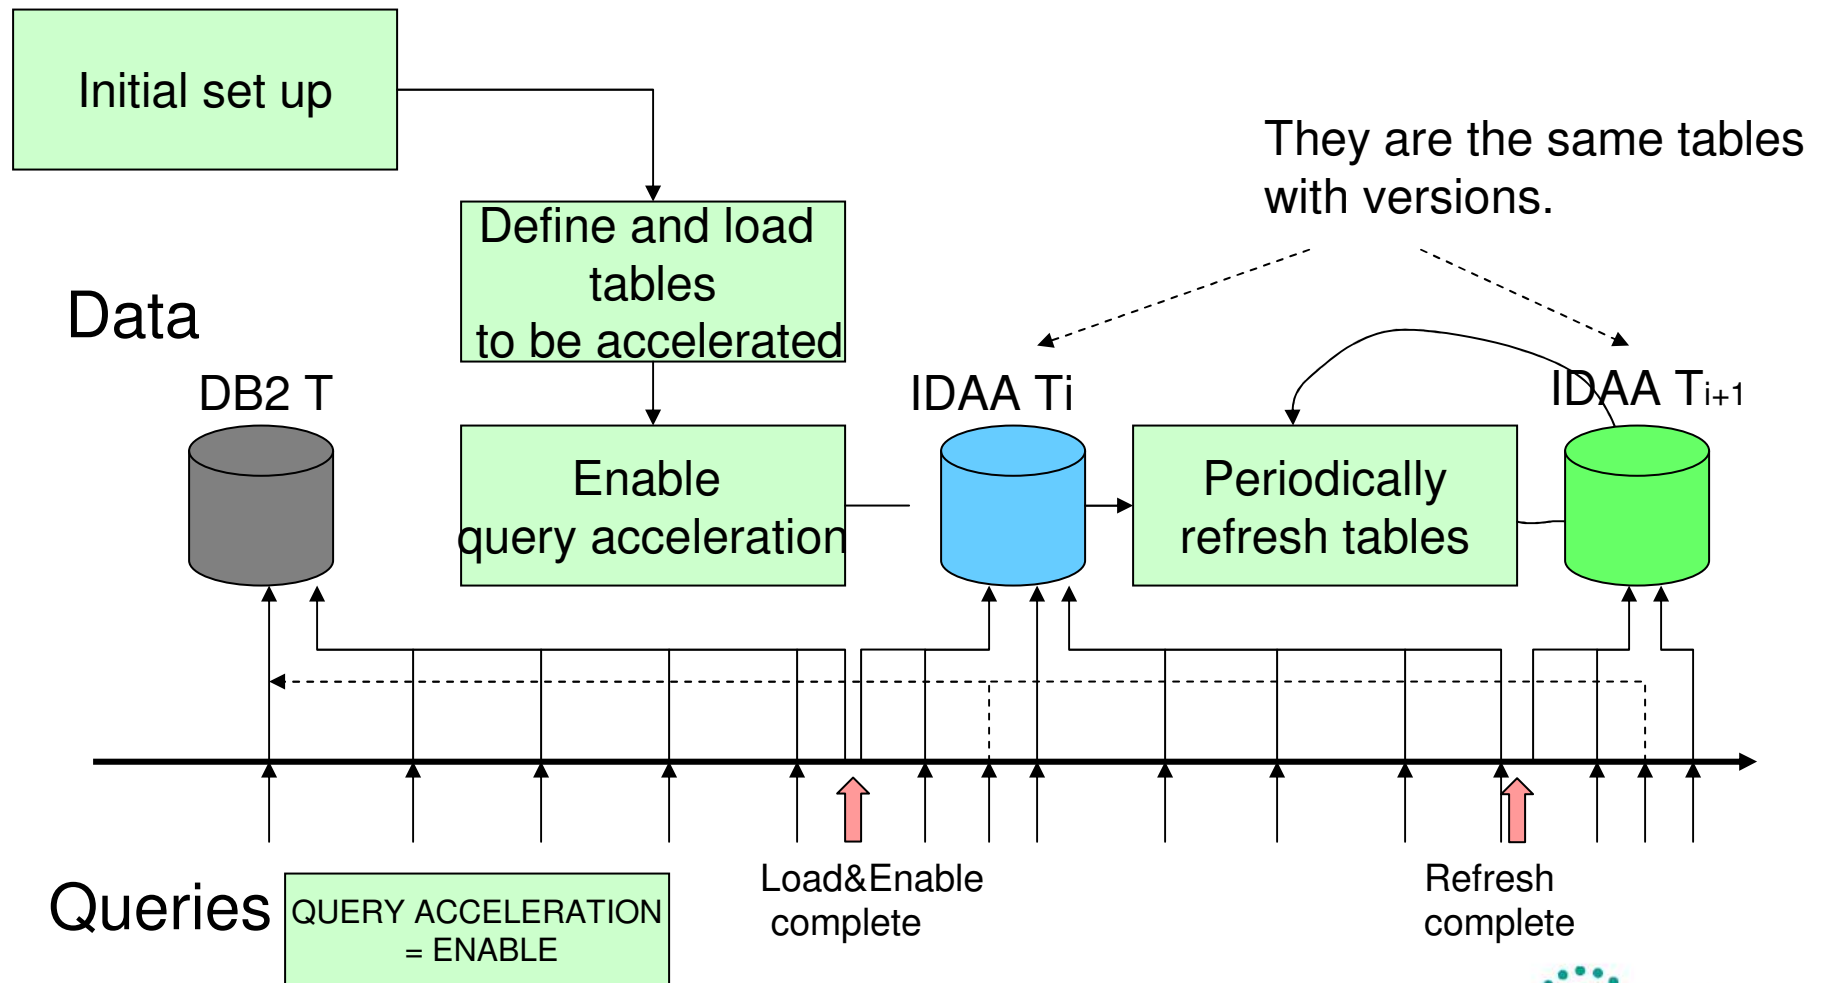 Initial set up
They are the same tables
with versions.
Define and load
tables
to be accelerated
Data
DB2 T
IDAA Ti
IDAA Ti+1
Enable
query acceleration
Periodically
refresh tables
Load&Enable
complete
Refresh
complete
Queries
QUERY ACCELERATION
= ENABLE